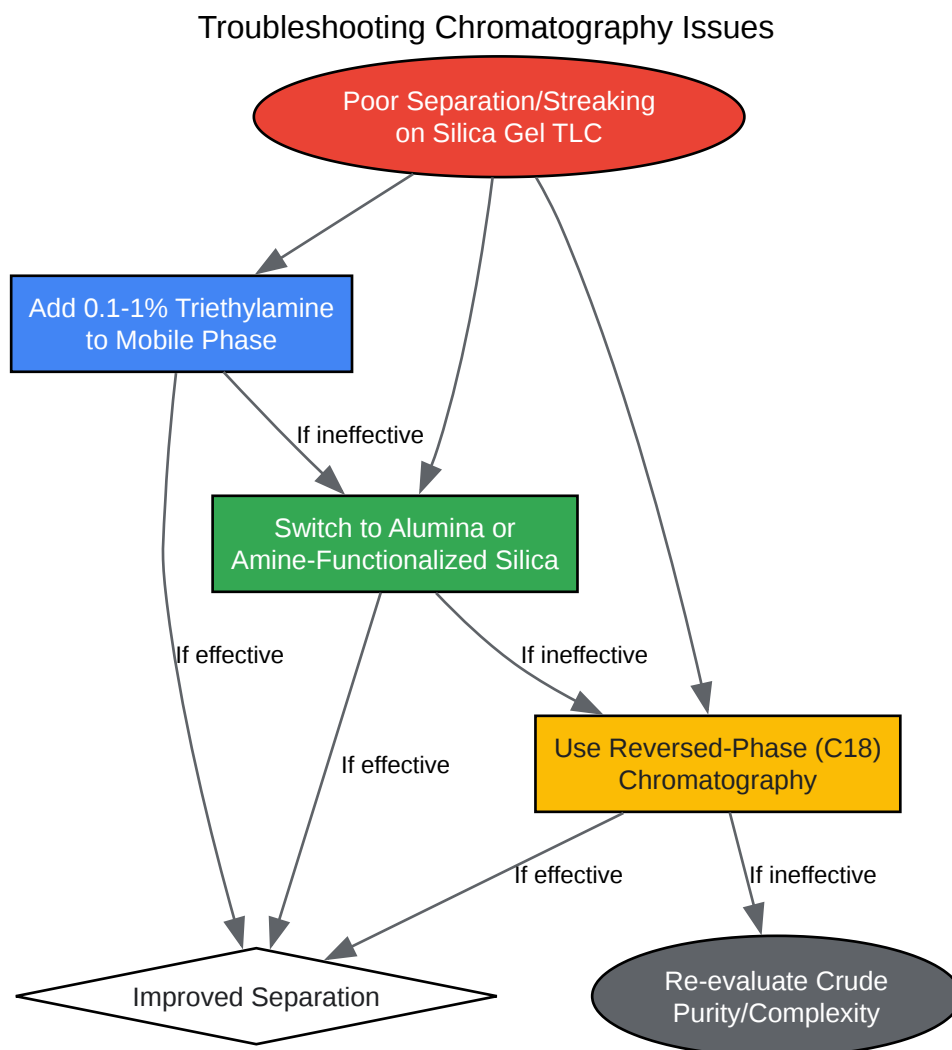 Troubleshooting Chromatography Issues
Poor Separation/Streaking
on Silica Gel TLC
Add 0.1-1% Triethylamine
to Mobile Phase
If ineffective
Switch to Alumina or
Amine-Functionalized Silica
If effective
If ineffective
Use Reversed-Phase (C18)
Chromatography
If effective
If effective
If ineffective
Improved Separation
Re-evaluate Crude
Purity/Complexity